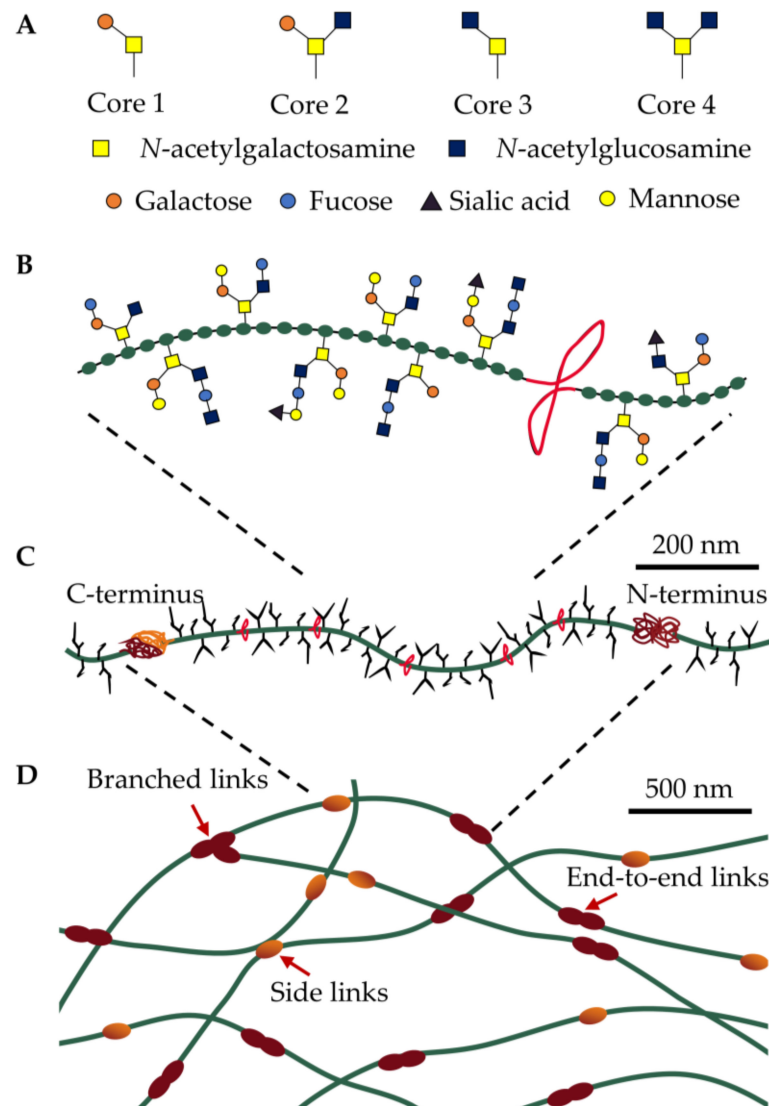 A
Core 1 Core 2 Core 3 Core 4
N-acetylgalactosamine N-acetylglucosamine
Galactose Fucose Sialic acid Mannose
B
C
200 nm
C-terminus N-terminus
D
Branched links
500 nm
End-to-end links
Side links